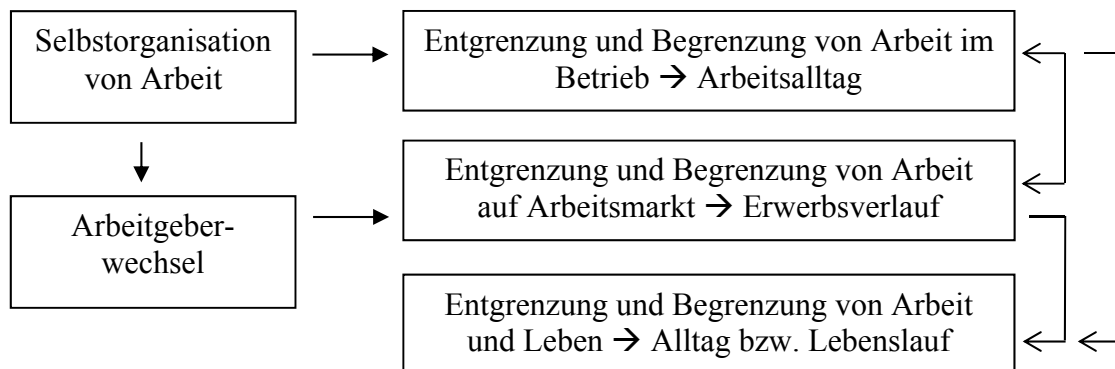 Selbstorganisation
von Arbeit
Entgrenzung und Begrenzung von Arbeit im
Betrieb → Arbeitsalltag
Arbeitgeber-
wechsel
Entgrenzung und Begrenzung von Arbeit
auf Arbeitsmarkt → Erwerbsverlauf
Entgrenzung und Begrenzung von Arbeit
und Leben → Alltag bzw. Lebenslauf